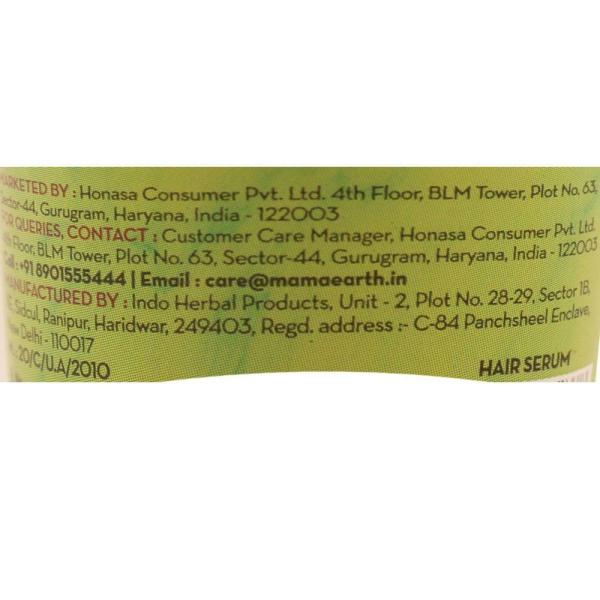 MARKETED BY : Honasa Consumer Pvt. Ltd. 4th Floor, BLM Tower, Plot No. 63,
Sector-44, Gurugram, Haryana, India - 122003
FOR QUERIES, CONTACT : Customer Care Manager, Honasa Consumer Pvt. Ltd.
4th Floor, BLM Tower, Plot No. 63, Sector-44, Gurugram, Haryana, India - 122003
Call : +91 8901555444 | Email : care@mamaearth.in
MANUFACTURED BY : Indo Herbal Products, Unit - 2, Plot No. 28-29, Sector 1B,
Sidcul, Ranipur, Haridwar, 249403, Regd. address :- C-84 Panchsheel Enclave,
New Delhi - 110017
20/C/U.A/2010
HAIR SERUM